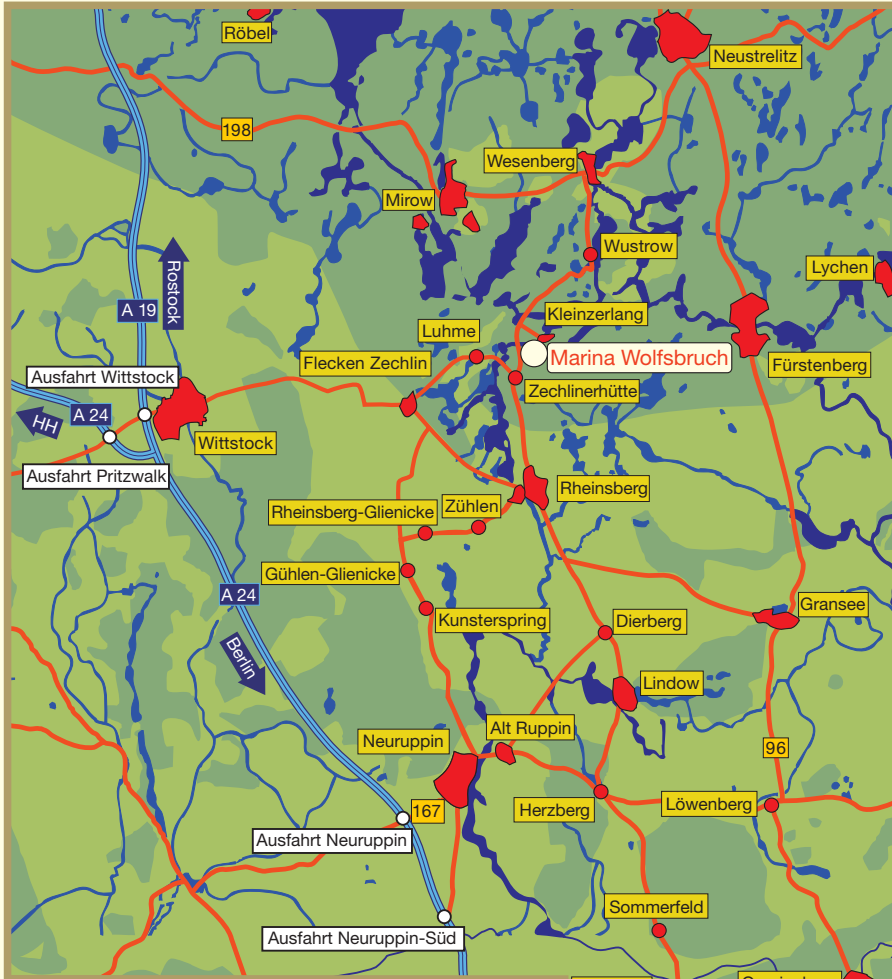 Röbel
Neustrelitz
198
Wesenberg
Mirow
Wustrow
Rostock
Lychen
A 19
Kleinzerlang
Luhme
Marina Wolfsbruch
Flecken Zechlin
Fürstenberg
Ausfahrt Wittstock
Zechlinerhütte
A 24
HH
Wittstock
Ausfahrt Pritzwalk
Rheinsberg
Zühlen
Rheinsberg-Glienicke
Gühlen-Glienicke
A 24
Gransee
Kunsterspring
Dierberg
Berlin
Lindow
Alt Ruppin
Neuruppin
96
Herzberg
Löwenberg
167
Ausfahrt Neuruppin
Sommerfeld
Ausfahrt Neuruppin-Süd